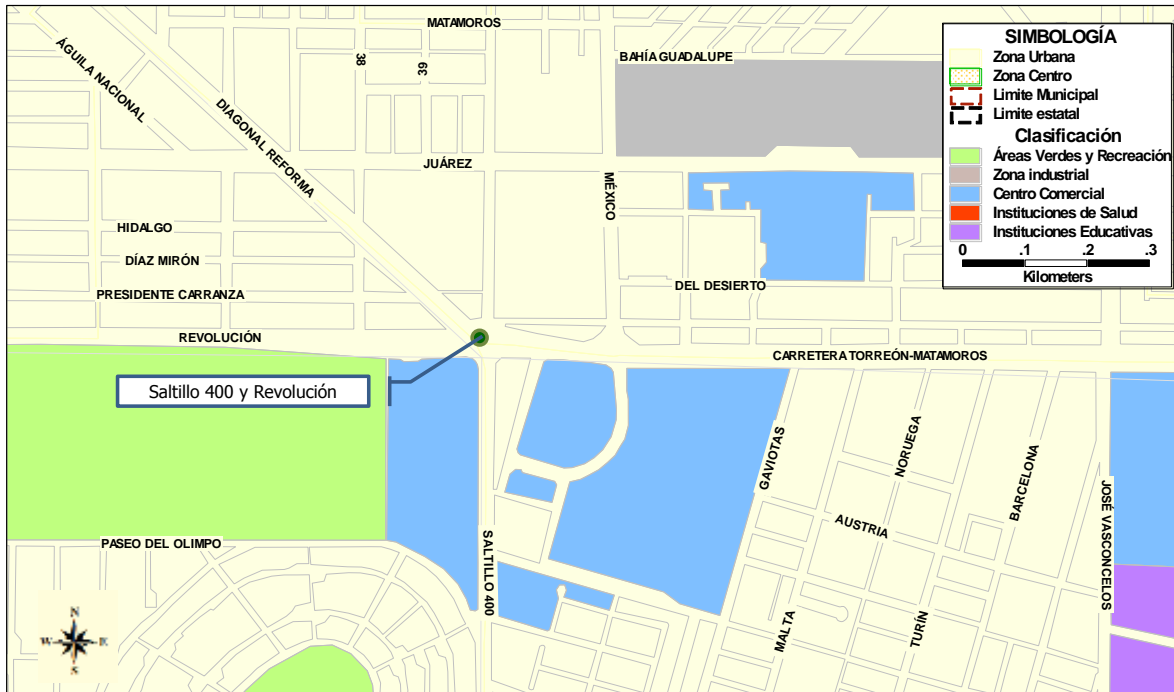 MATAMOROS
BAHÍA GUADALUPE
ÁGUILA NACIONAL
38
39
DIAGONAL REFORMA
JUÁREZ
MÉXICO
HIDALGO
DÍAZ MIRÓN
PRESIDENTE CARRANZA
DEL DESIERTO
REVOLUCIÓN
CARRETERA TORREÓN-MATAMOROS
Saltillo 400 y Revolución
GAVIOTAS
NORUEGA
BARCELONA
JOSÉ VASCONCELOS
AUSTRIA
PASEO DEL OLIMPO
SALTILLO 400
MALTA
TURÍN
N
W
E
S
SIMBOLOGÍA
Zona Urbana
Zona Centro
Limite Municipal
Limite estatal
Clasificación
Áreas Verdes y Recreación
Zona industrial
Centro Comercial
Instituciones de Salud
Instituciones Educativas
0 .1 .2 .3
Kilometers